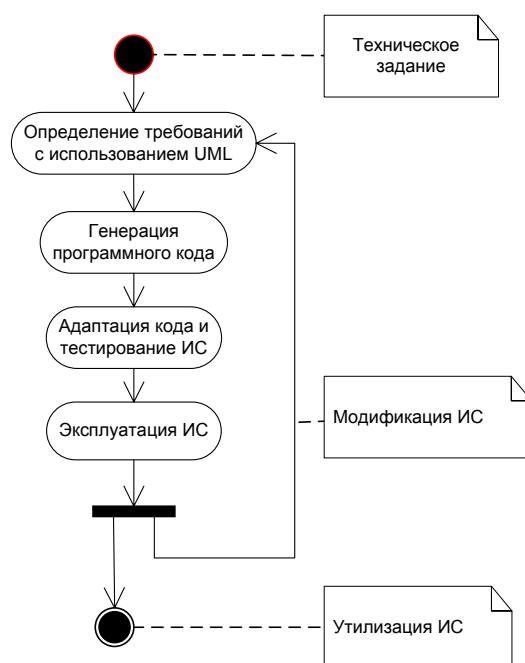 Техническое
задание
Определение требований
с использованием UML
Генерация
программного кода
Адаптация кода и
тестирование ИС
Эксплуатация ИС
Модификация ИС
Утилизация ИС